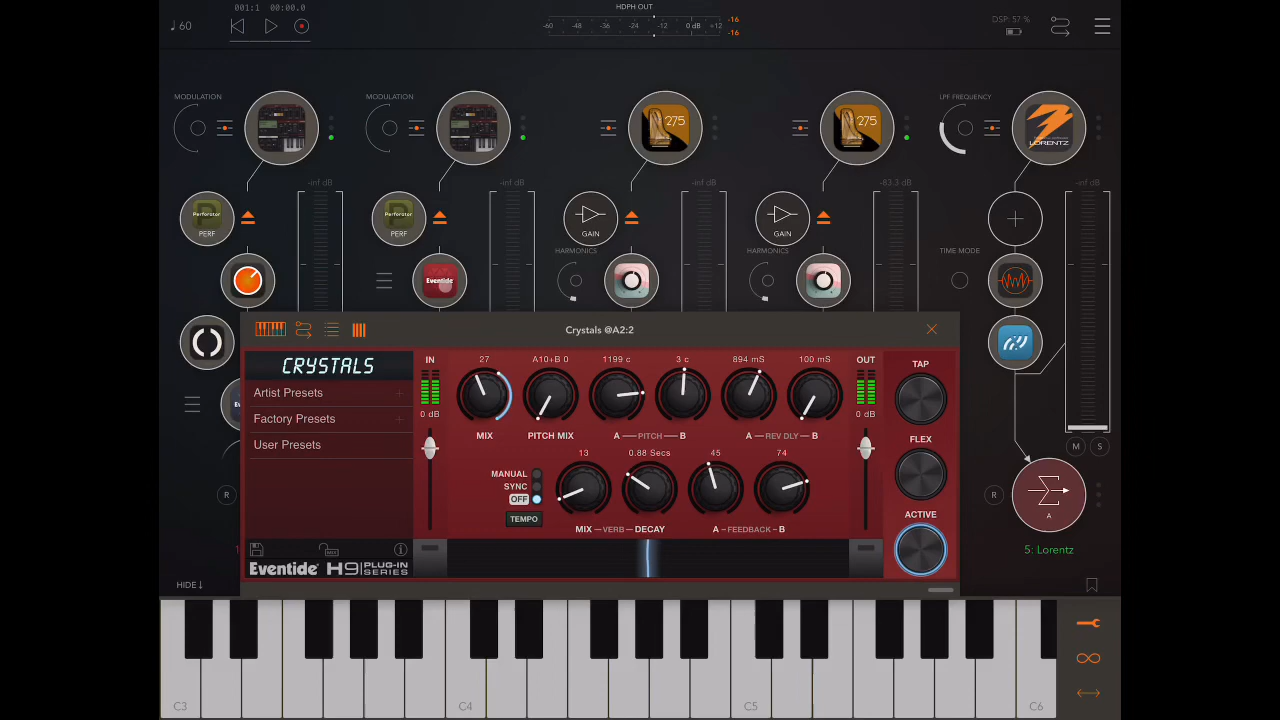 001:1 00:00.0
♩ 60
HDPH OUT
-60 -48 -36 -24 -12 0 dB +12
-16
-16
DSP: 57 %
MODULATION
MODULATION
LPF FREQUENCY
275
275
LORENTZ
-inf dB
-inf dB
-inf dB
-83.3 dB
-inf dB
Perforator
PERF
Perforator
PERF
GAIN
GAIN
HARMONICS
HARMONICS
TIME MODE
Eventide
Crystals @A2:2
CRYSTALS
Artist Presets +
Factory Presets +
User Presets
IN
0 dB
27 A10+B 0 1199 c 3 c 894 mS 100 mS
MIX PITCH MIX A PITCH B A REV DLY B
OUT
0 dB
TAP
FLEX
ACTIVE
MANUAL
SYNC
OFF
TEMPO
13 0.88 Secs 45 74
MIX VERB DECAY A FEEDBACK B
MIX
Eventide H9 PLUG-IN SERIES
M S
R
R
A
5: Lorentz
HIDE↓
C3 C4 C5 C6